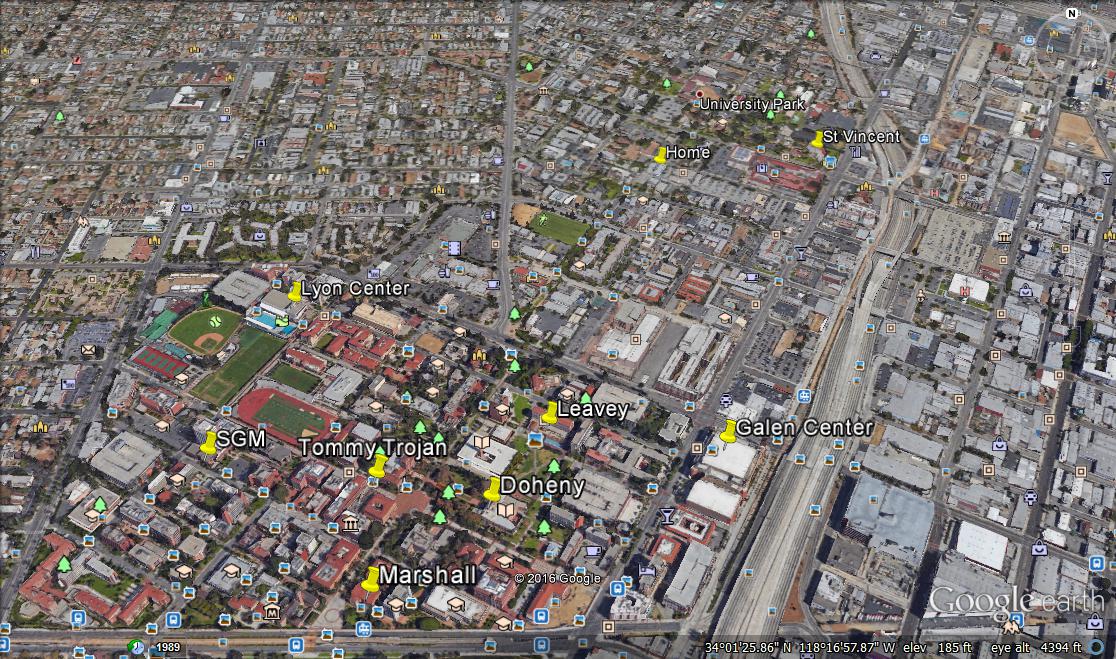 N
University Park
St Vincent
Home
Lyon Center
Leavey
Galen Center
SGM
Tommy Trojan
Doheny
Marshall
© 2016 Google
Google earth
1989
34°01'25.86" N 118°16'57.87" W elev 185 ft eye alt 4394 ft